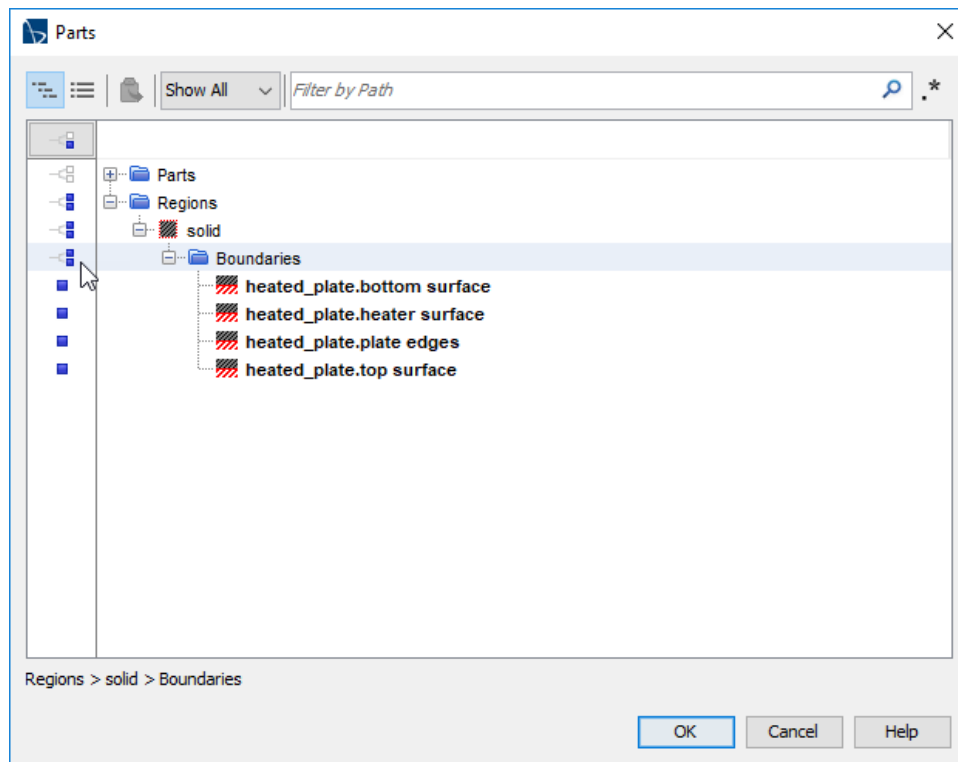 Parts
Show All Filter by Path .*
Parts
Regions
solid
Boundaries
heated_plate.bottom surface
heated_plate.heater surface
heated_plate.plate edges
heated_plate.top surface
Regions > solid > Boundaries
OK Cancel Help